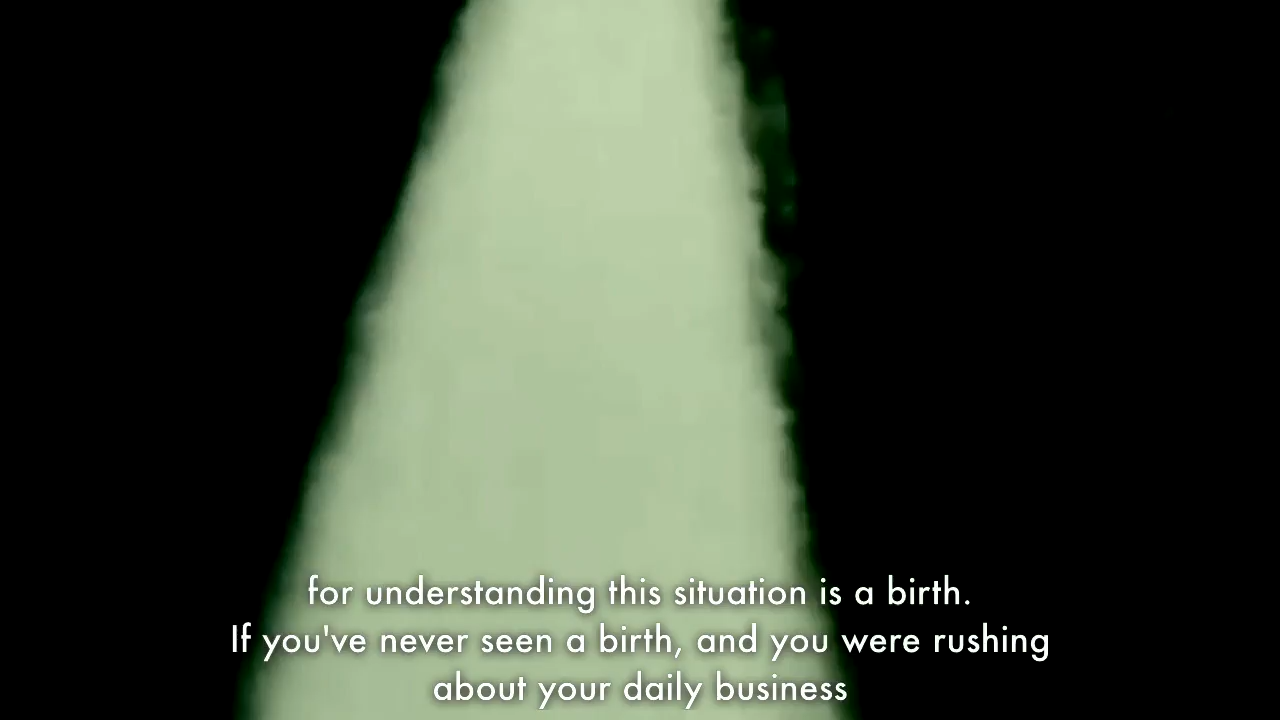 for understanding this situation is a birth.
If you've never seen a birth, and you were rushing
about your daily business